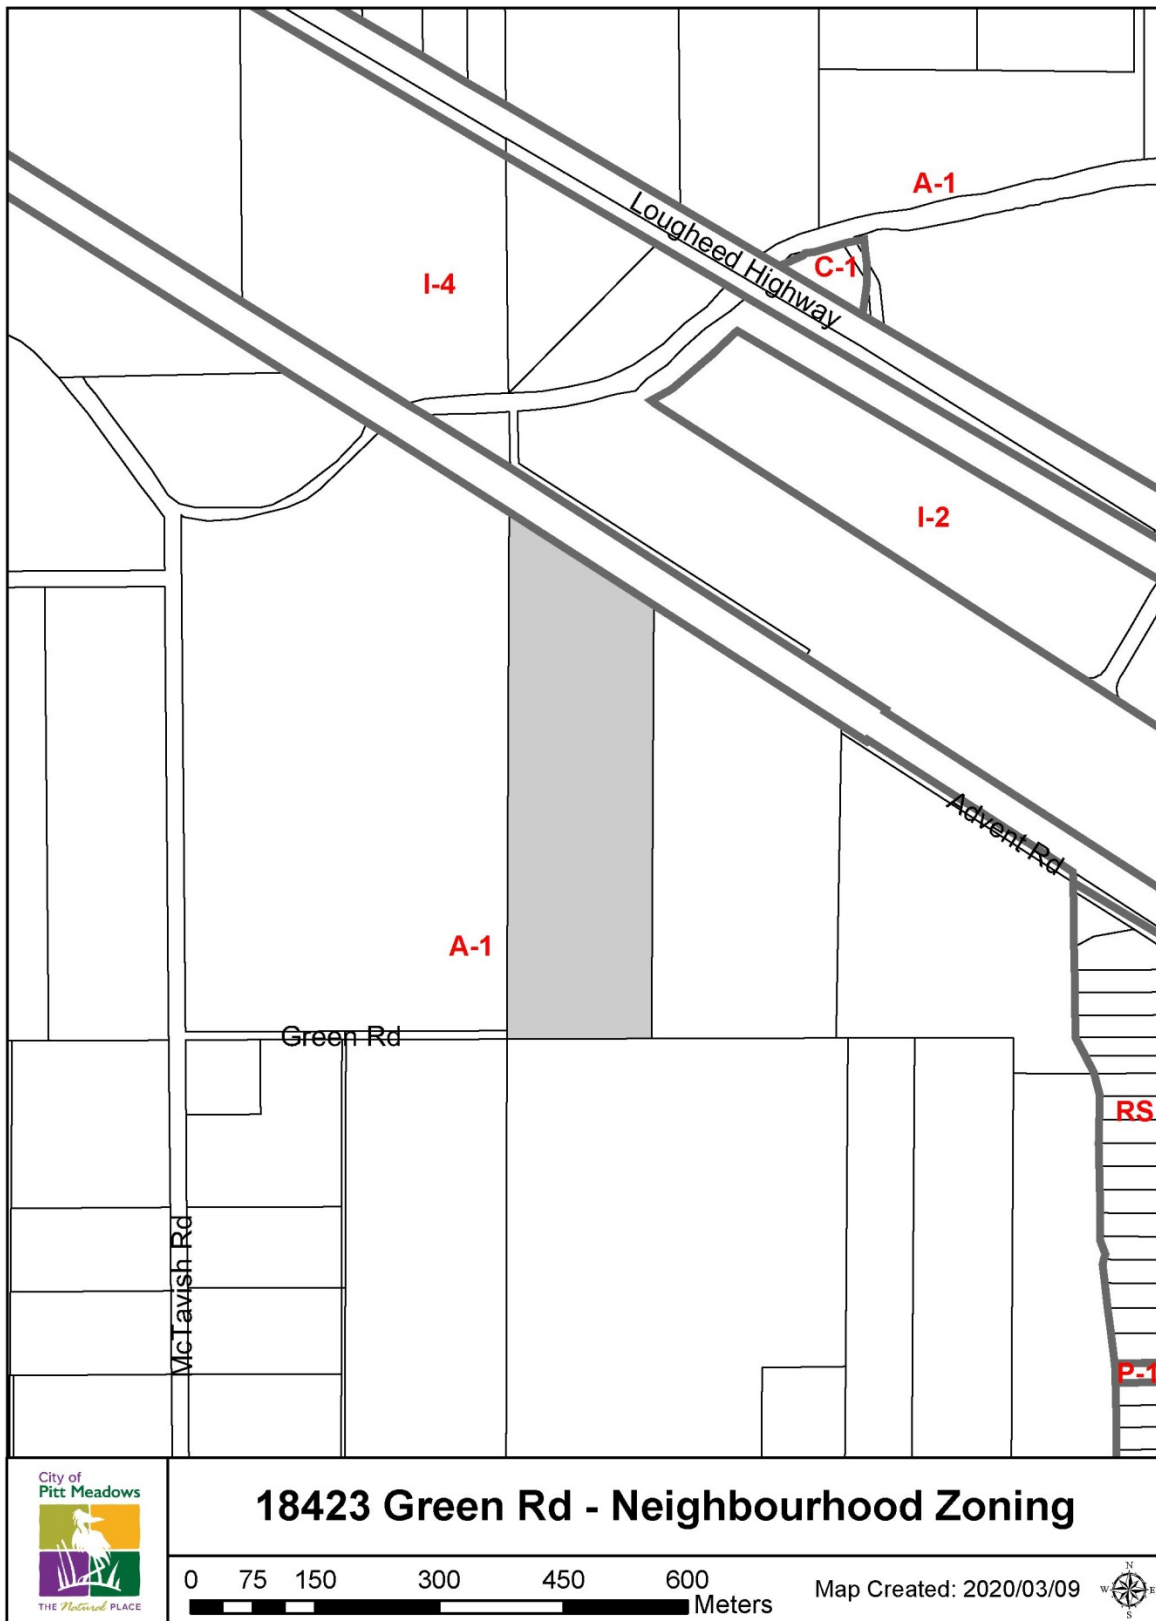 A-1
Lougheed Highway
C-1
I-4
I-2
Advent Rd
A-1
Green Rd
RS
McTavish Rd
P-1
City of
Pitt Meadows
THE Natural PLACE
18423 Green Rd - Neighbourhood Zoning
0 75 150 300 450 600
Meters
Map Created: 2020/03/09
N
W E
S